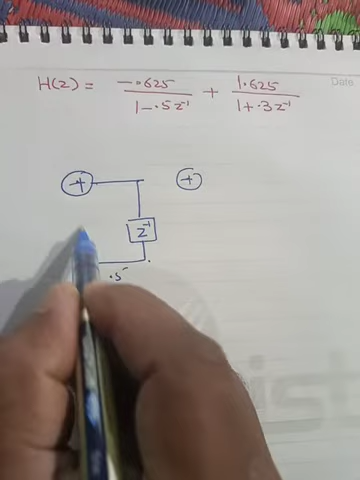 H(z) = -.625 / 1-.5z⁻¹ + 1.625 / 1+.3z⁻¹
Date
+ +
z⁻¹
.5